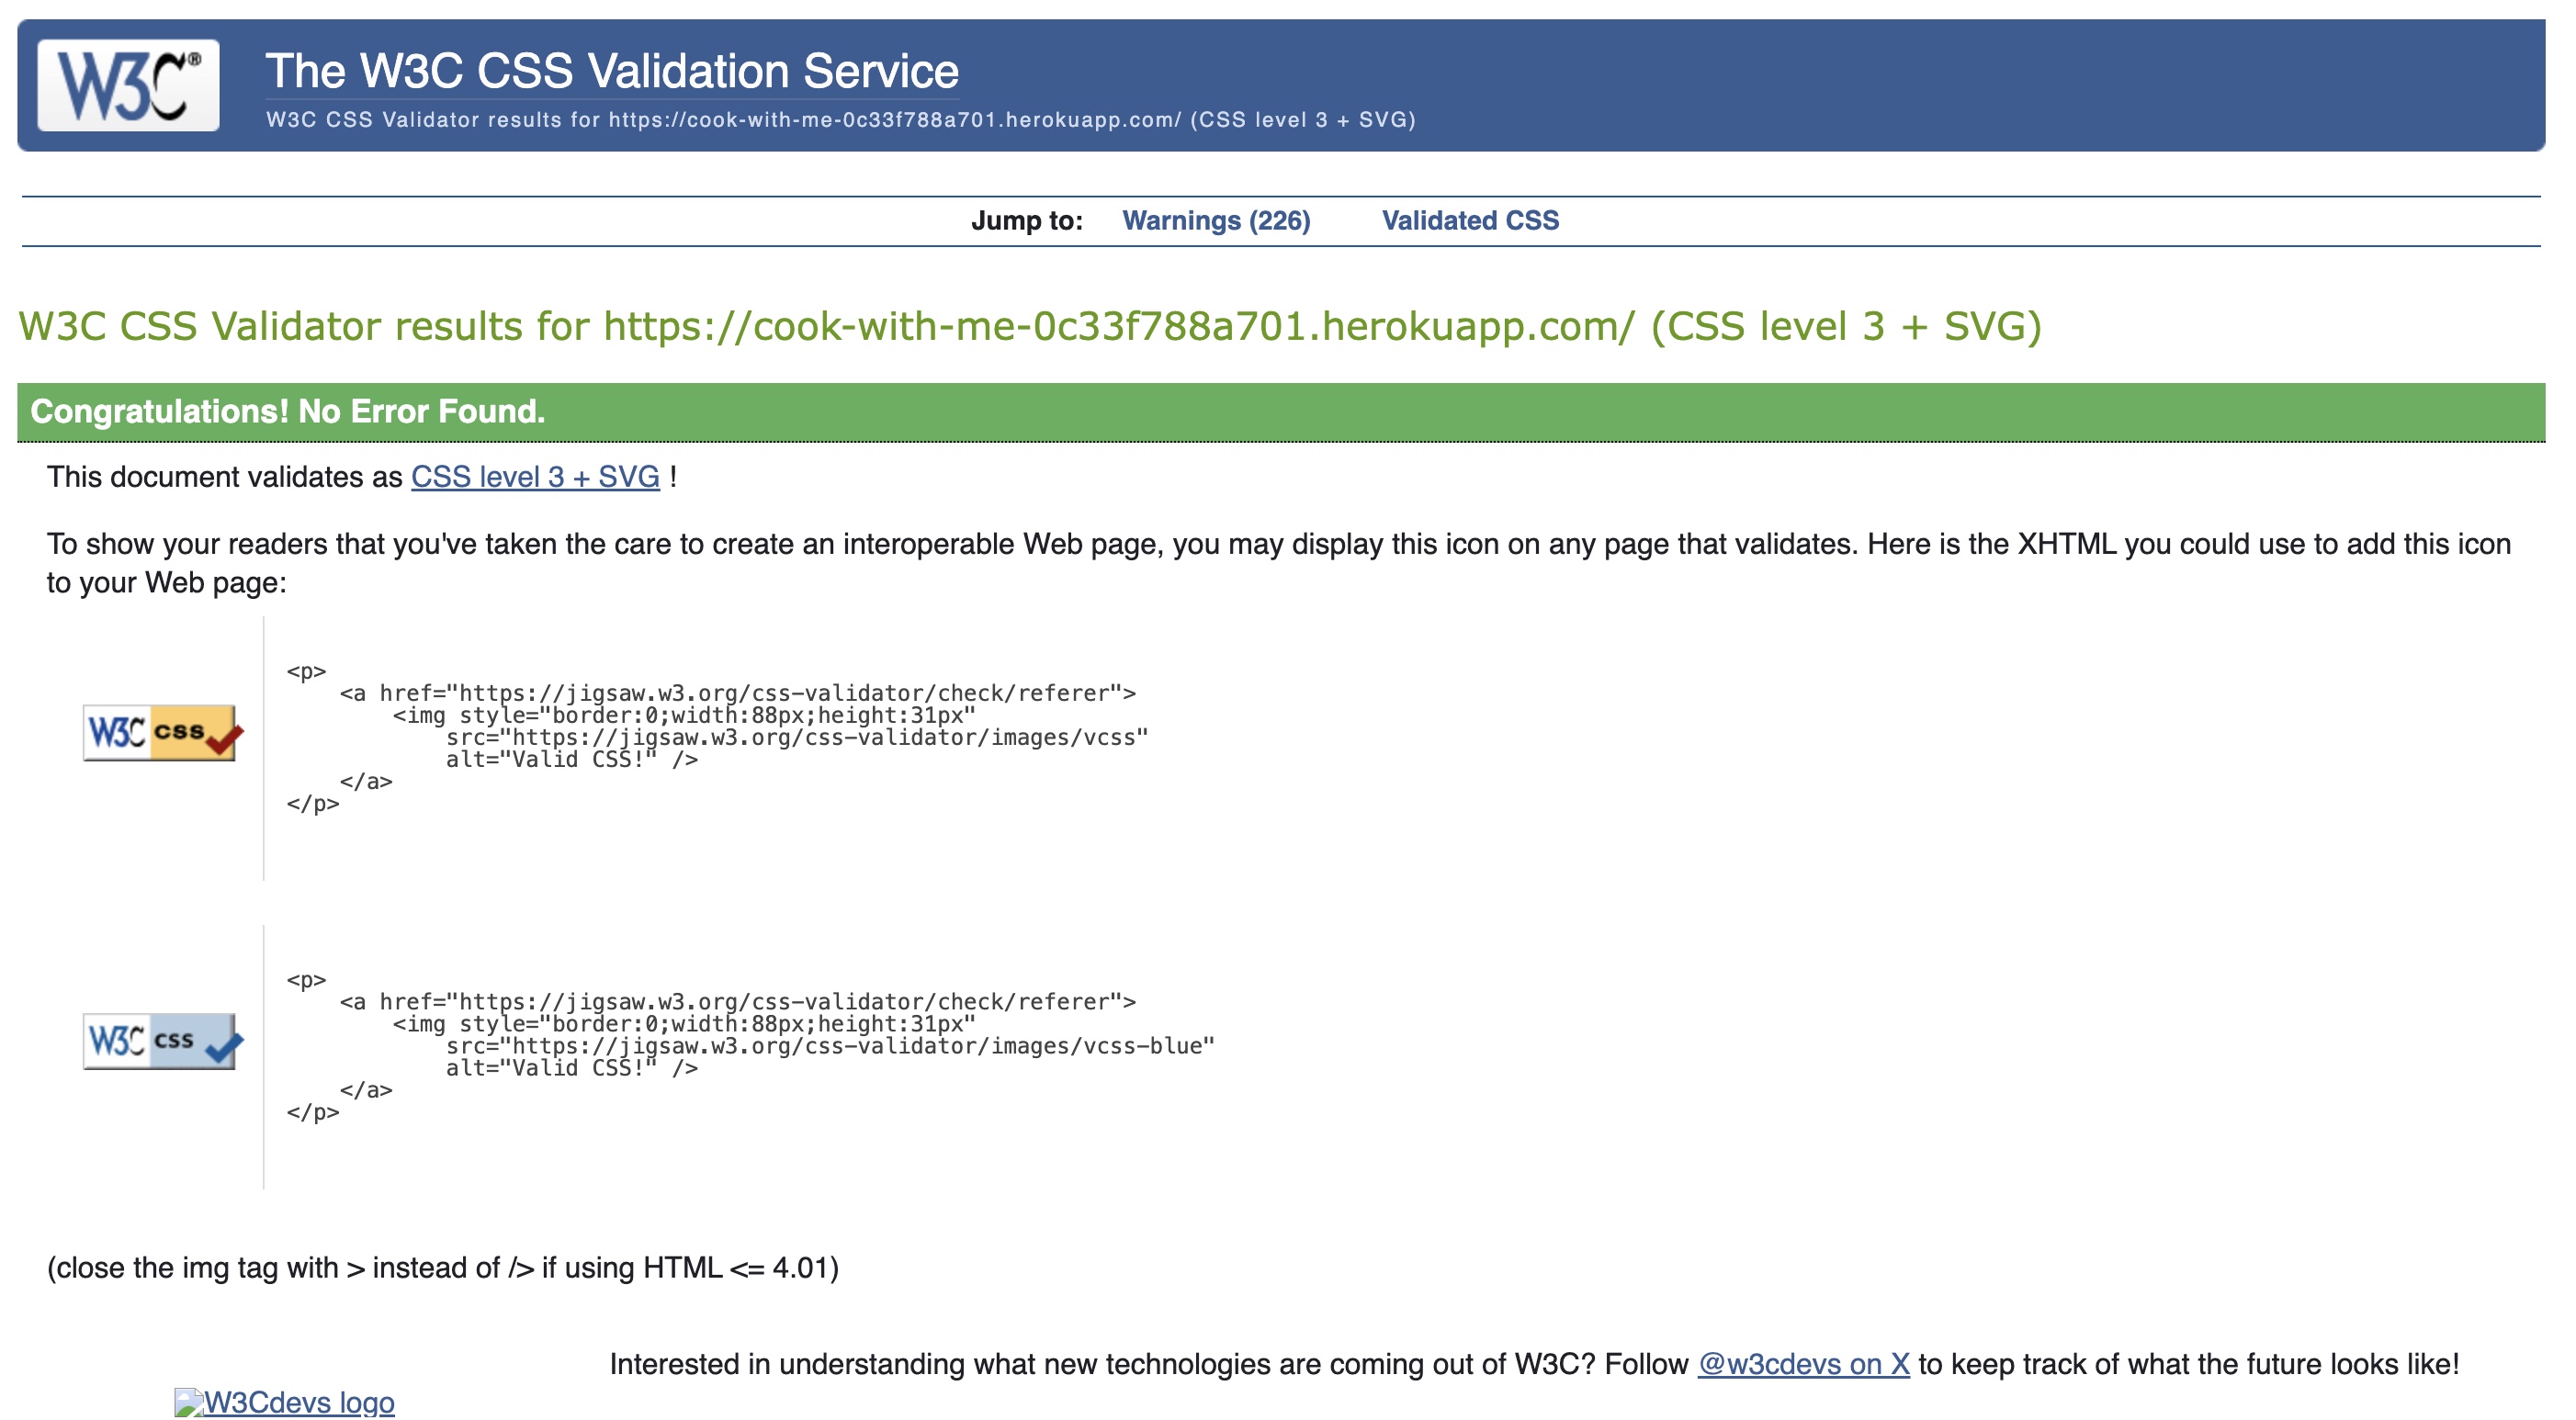 W3C®
The W3C CSS Validation Service
W3C CSS Validator results for https://cook-with-me-0c33f788a701.herokuapp.com/ (CSS level 3 + SVG)
Jump to: Warnings (226) Validated CSS
W3C CSS Validator results for https://cook-with-me-0c33f788a701.herokuapp.com/ (CSS level 3 + SVG)
Congratulations! No Error Found.
This document validates as CSS level 3 + SVG !
To show your readers that you've taken the care to create an interoperable Web page, you may display this icon on any page that validates. Here is the XHTML you could use to add this icon
to your Web page:
W3C css
<p>
    <a href="https://jigsaw.w3.org/css-validator/check/referer">
        <img style="border:0;width:88px;height:31px"
            src="https://jigsaw.w3.org/css-validator/images/vcss"
            alt="Valid CSS!" />
    </a>
</p>
W3C css
<p>
    <a href="https://jigsaw.w3.org/css-validator/check/referer">
        <img style="border:0;width:88px;height:31px"
            src="https://jigsaw.w3.org/css-validator/images/vcss-blue"
            alt="Valid CSS!" />
    </a>
</p>
(close the img tag with > instead of /> if using HTML <= 4.01)
Interested in understanding what new technologies are coming out of W3C? Follow @w3cdevs on X to keep track of what the future looks like!
W3Cdevs logo